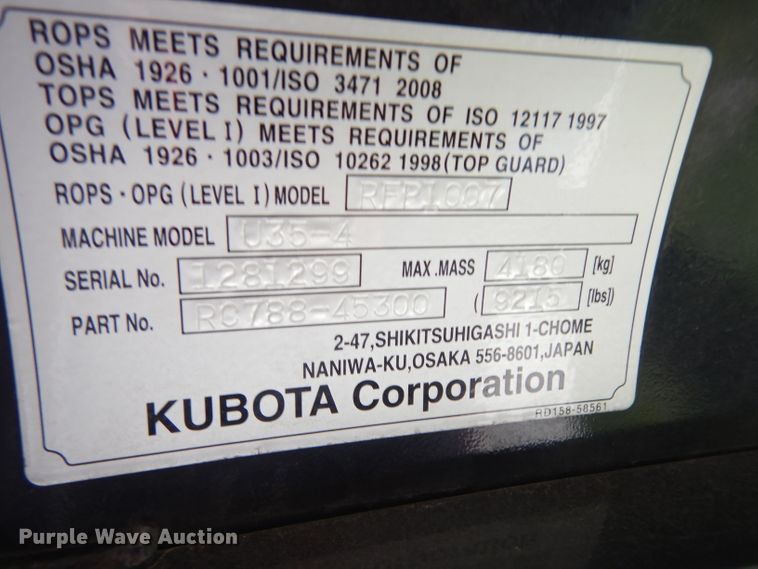 ROPS MEETS REQUIREMENTS OF
OSHA 1926・1001/ISO 3471 2008
TOPS MEETS REQUIREMENTS OF ISO 12117 1997
OPG (LEVEL I) MEETS REQUIREMENTS OF
OSHA 1926・1003/ISO 10262 1998(TOP GUARD)
ROPS・OPG (LEVEL I) MODEL RFP1007
MACHINE MODEL U35-4
SERIAL No. 1281299 MAX.MASS 4180 [kg]
PART No. RC788-45300 ( 9215 [lbs])
2-47,SHIKITSUHIGASHI 1-CHOME
NANIWA-KU,OSAKA 556-8601,JAPAN
KUBOTA Corporation
RD158-58561
Purple Wave Auction